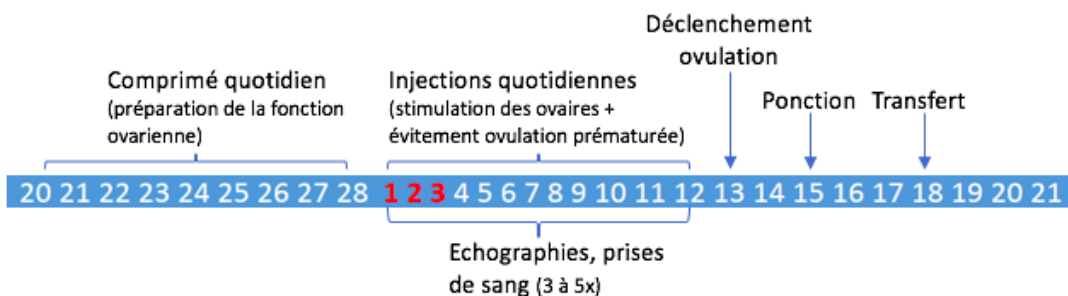 Déclenchement
ovulation
Comprimé quotidien
(préparation de la fonction
ovarienne)
Injections quotidiennes
(stimulation des ovaires +
évitement ovulation prématurée)
Ponction
Transfert
20 21 22 23 24 25 26 27 28 1 2 3 4 5 6 7 8 9 10 11 12 13 14 15 16 17 18 19 20 21
Echographies, prises
de sang (3 à 5x)